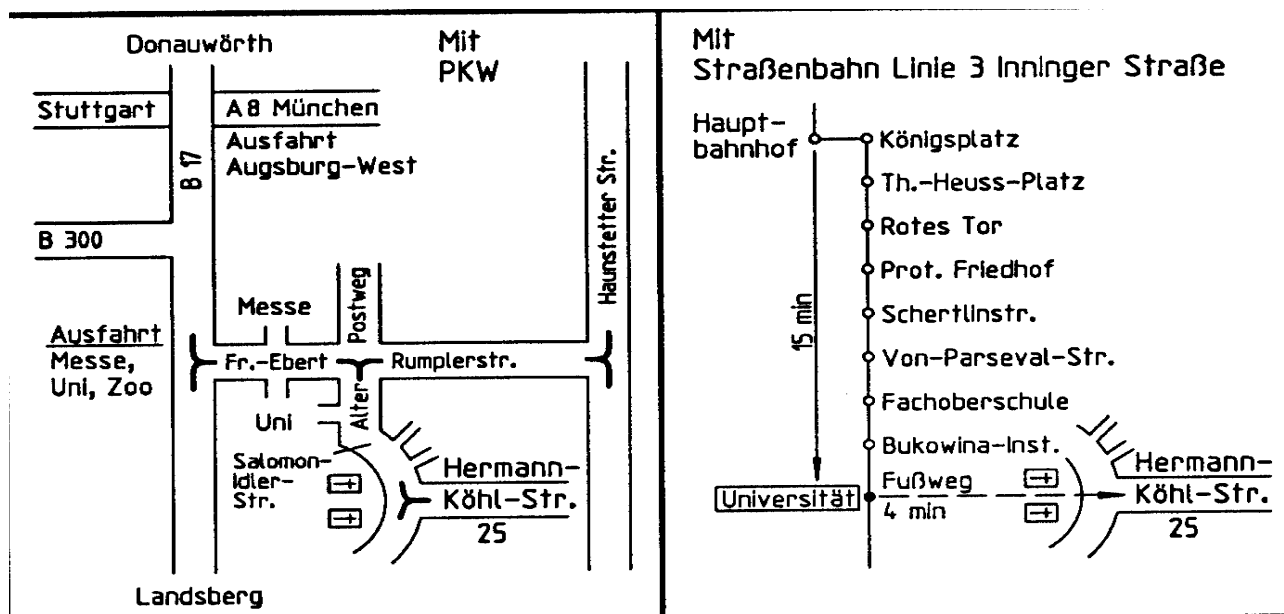 Donauwörth
Mit
PKW
Stuttgart
A8 München
Ausfahrt
Augsburg-West
B 17
B 300
Haunstetter Str.
Messe
Postweg
Ausfahrt
Messe,
Uni, Zoo
Fr.-Ebert
Rumplerstr.
Uni
Alter
Salomon-
Idler-
Str.
Hermann-
Köhl-Str.
25
Landsberg
Mit
Straßenbahn Linie 3 Inninger Straße
Haupt-
bahnhof
Königsplatz
Th.-Heuss-Platz
Rotes Tor
Prot. Friedhof
Schertlinstr.
15 min
Von-Parseval-Str.
Fachoberschule
Bukowina-Inst.
Universität
Fußweg
4 min
Hermann-
Köhl-Str.
25